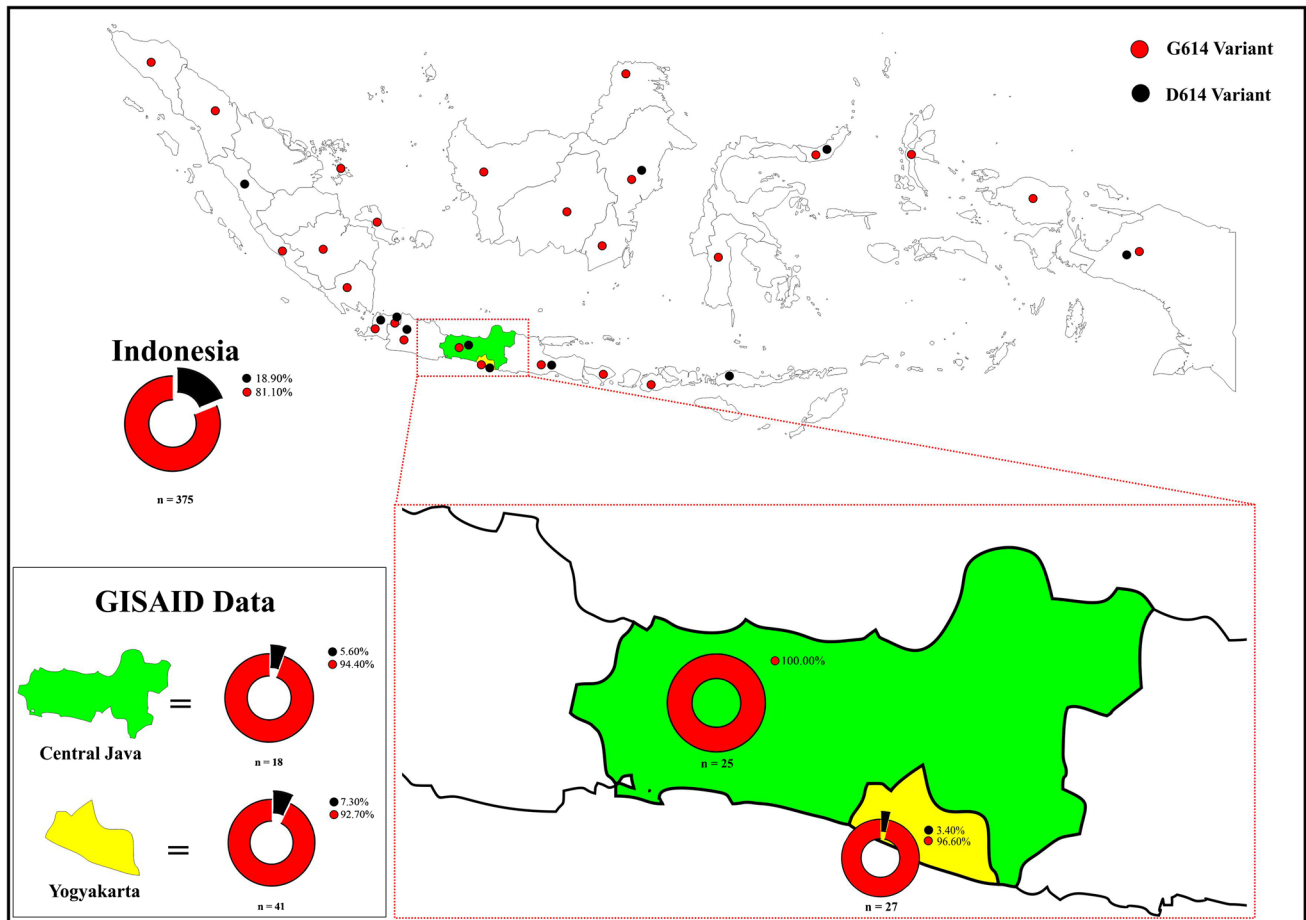 G614 Variant
D614 Variant
Indonesia
18.90%
81.10%
n = 375
GISAID Data
5.60%
94.40%
=
Central Java
n = 18
7.30%
92.70%
=
Yogyakarta
n = 41
100.00%
n = 25
3.40%
96.60%
n = 27